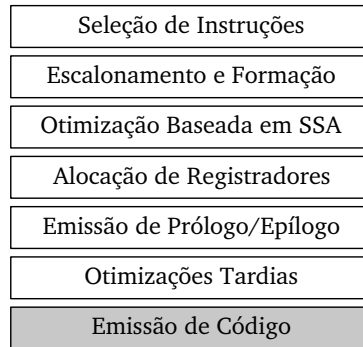 Seleção de Instruções
Escalonamento e Formação
Otimização Baseada em SSA
Alocação de Registradores
Emissão de Prólogo/Epílogo
Otimizações Tardias
Emissão de Código